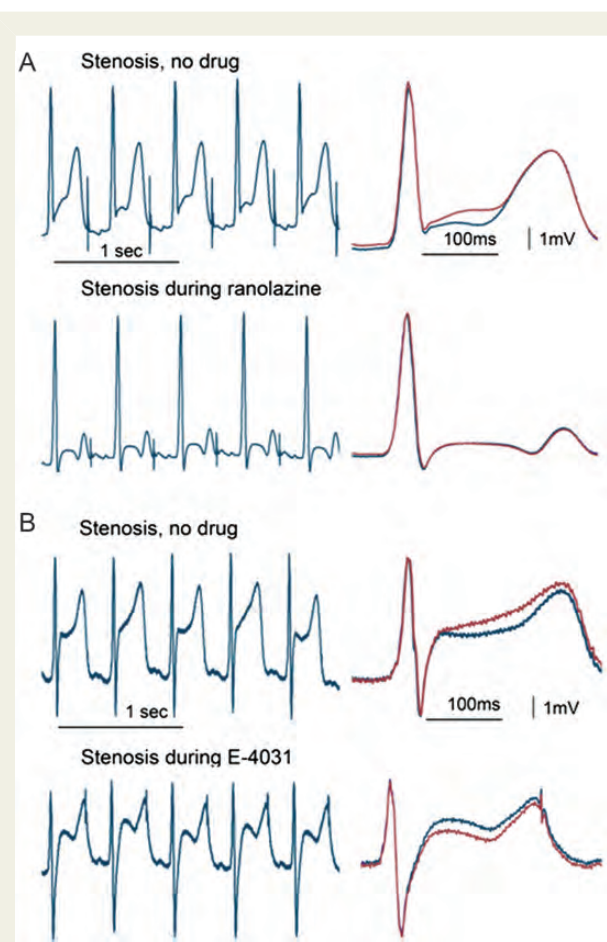 A
Stenosis, no drug
1 sec
100ms
1mV
Stenosis during ranolazine
B
Stenosis, no drug
1 sec
100ms
1mV
Stenosis during E-4031